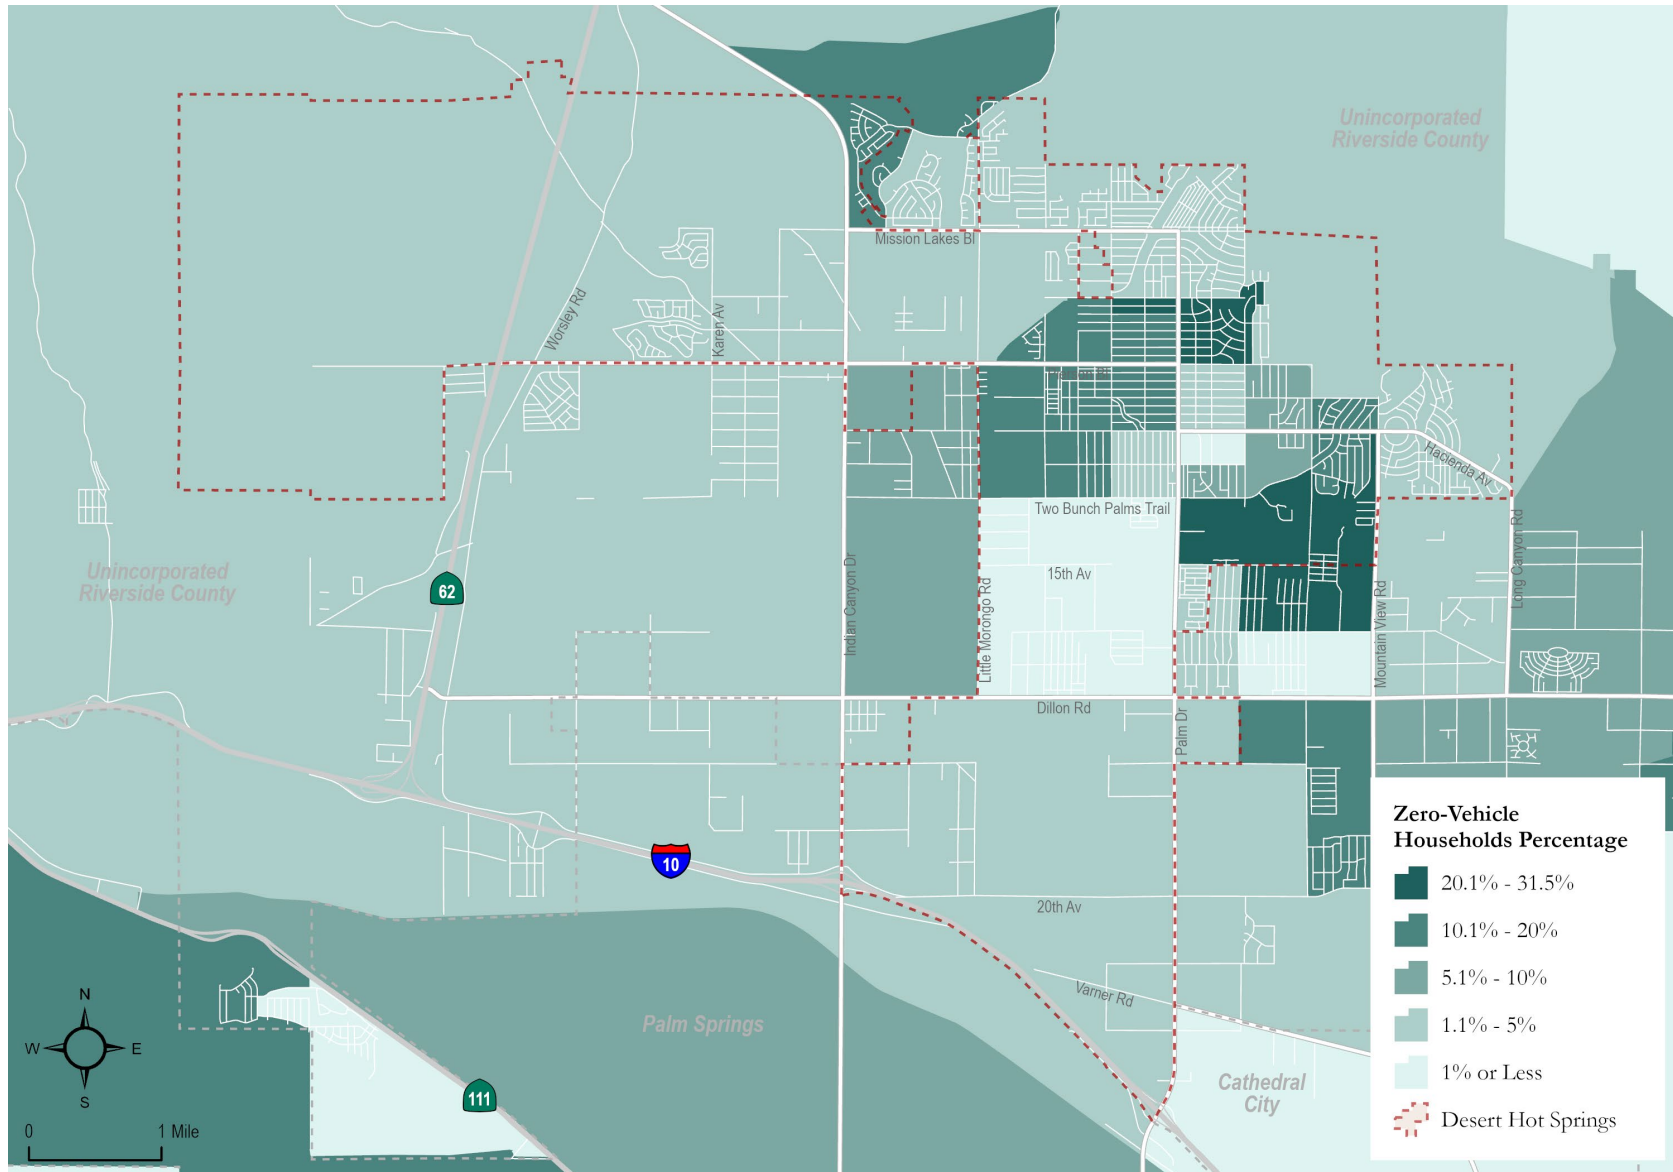 Unincorporated
Riverside County
Mission Lakes Bl
Worsley Rd
Karen Av
Hacienda Av
Two Bunch Palms Trail
Long Canyon Rd
Unincorporated
Riverside County
62
Indian Canyon Dr
15th Av
Little Morongo Rd
Mountain View Rd
Dillon Rd
Palm Dr
10
20th Av
Varner Rd
Palm Springs
Cathedral
City
111
N
W
E
S
0
1 Mile
Zero-Vehicle
Households Percentage
20.1% - 31.5%
10.1% - 20%
5.1% - 10%
1.1% - 5%
1% or Less
Desert Hot Springs